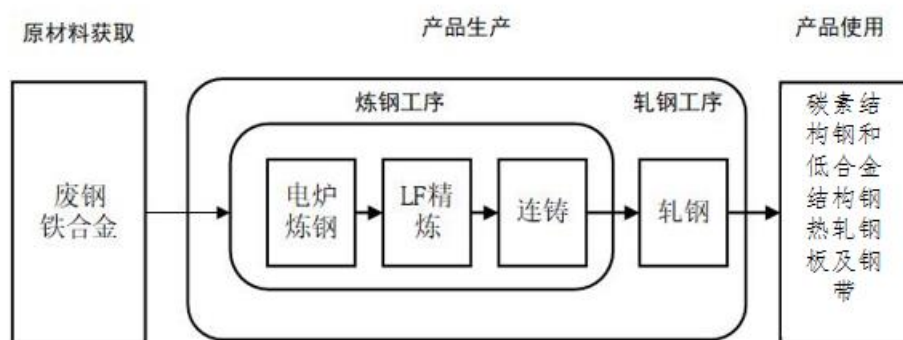 原材料获取
产品生产
产品使用
炼钢工序
轧钢工序
废钢
铁合金
电炉
炼钢
LF精
炼
连铸
轧钢
碳素结
构钢和
低合金
结构钢
热轧钢
板及钢
带